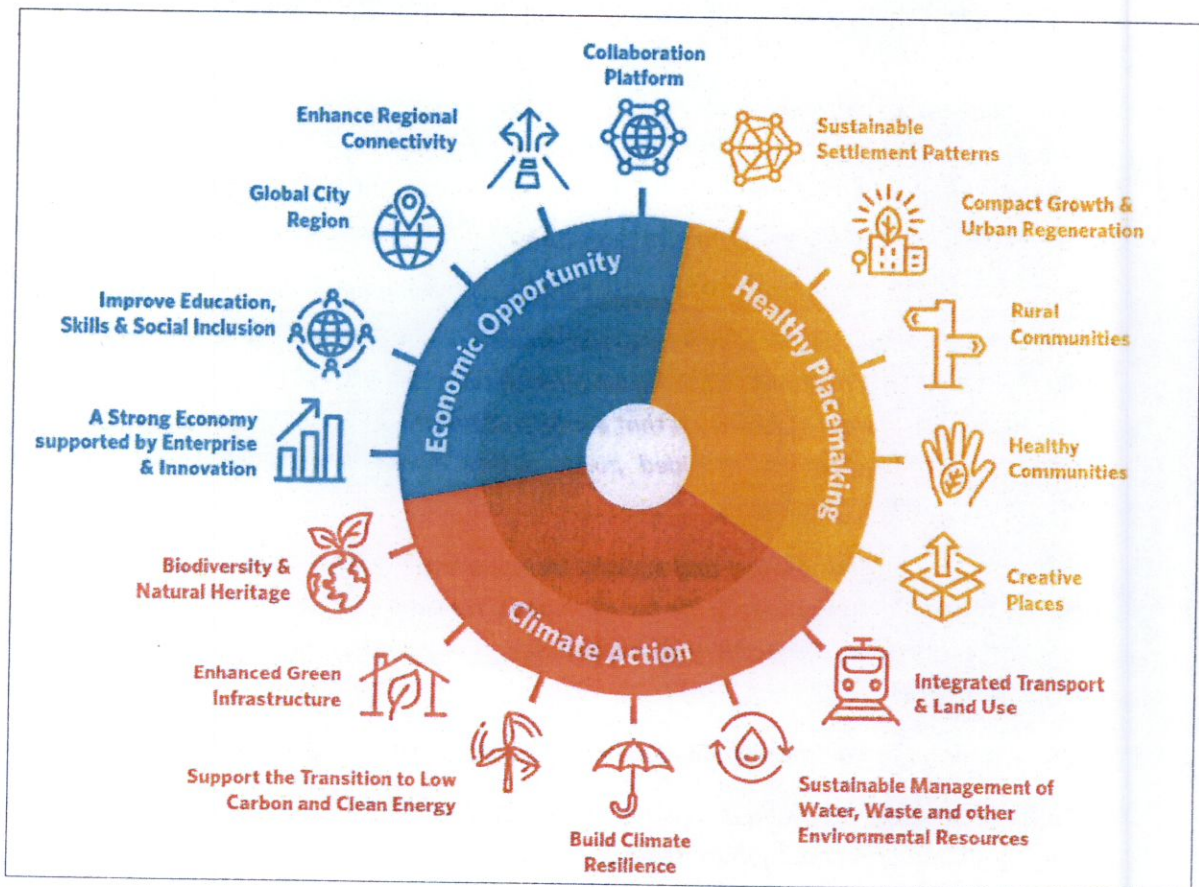 Collaboration
Platform
Enhance Regional
Connectivity
Sustainable
Settlement Patterns
Global City
Region
Compact Growth &
Urban Regeneration
Improve Education,
Skills & Social Inclusion
Rural
Communities
A Strong Economy
supported by Enterprise
& Innovation
Healthy
Communities
Biodiversity &
Natural Heritage
Creative
Places
Enhanced Green
Infrastructure
Integrated Transport
& Land Use
Support the Transition to Low
Carbon and Clean Energy
Build Climate
Resilience
Sustainable Management of
Water, Waste and other
Environmental Resources
Economic Opportunity
Healthy Placemaking
Climate Action